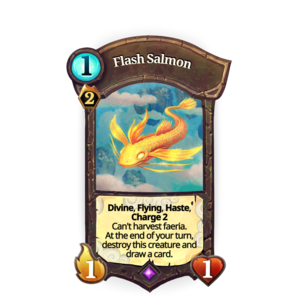 1
Flash Salmon
2
Divine, Flying, Haste,
Charge 2
Can't harvest faeria.
At the end of your turn,
destroy this creature and
draw a card.
1
1